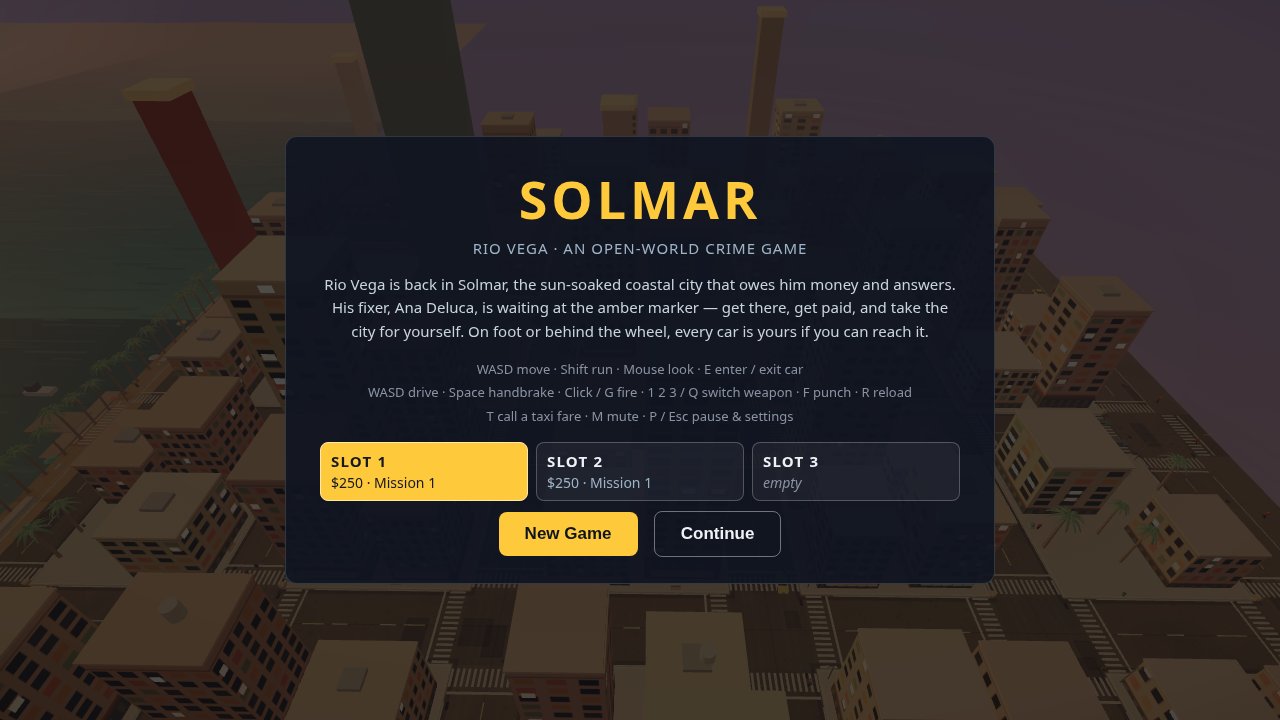 SOLMAR
RIO VEGA · AN OPEN-WORLD CRIME GAME
Rio Vega is back in Solmar, the sun-soaked coastal city that owes him money and answers.
His fixer, Ana Deluca, is waiting at the amber marker — get there, get paid, and take the
city for yourself. On foot or behind the wheel, every car is yours if you can reach it.
WASD move · Shift run · Mouse look · E enter / exit car
WASD drive · Space handbrake · Click / G fire · 1 2 3 / Q switch weapon · F punch · R reload
T call a taxi fare · M mute · P / Esc pause & settings
SLOT 1
$250 · Mission 1
SLOT 2
$250 · Mission 1
SLOT 3
empty
New Game
Continue